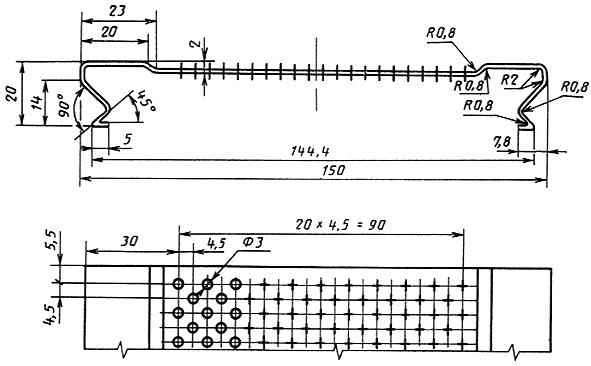 23
20
2
R0,8
R0,8
R2
R0,8
R0,8
20
14
90°
45°
5
7,8
144,4
150
20 × 4,5 = 90
30
4,5
Ф3
5,5
4,5